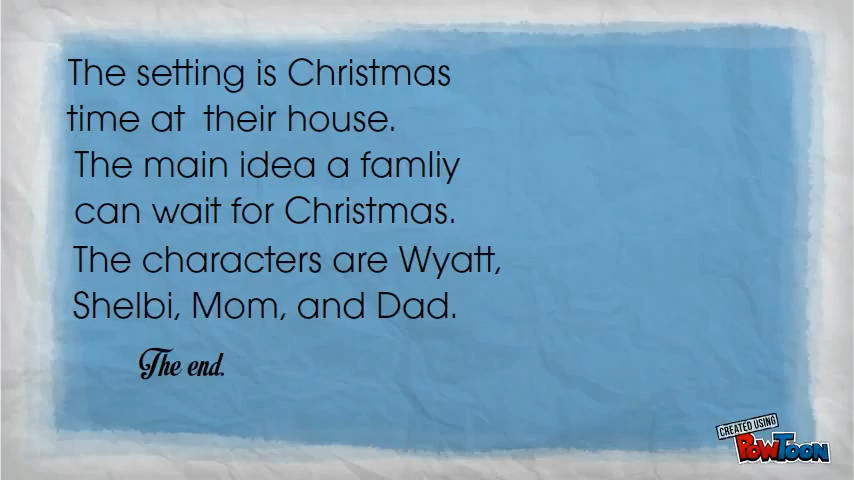 The setting is Christmas
time at their house.
The main idea a famliy
can wait for Christmas.
The characters are Wyatt,
Shelbi, Mom, and Dad.
The end.
CREATED USING
POWTOON